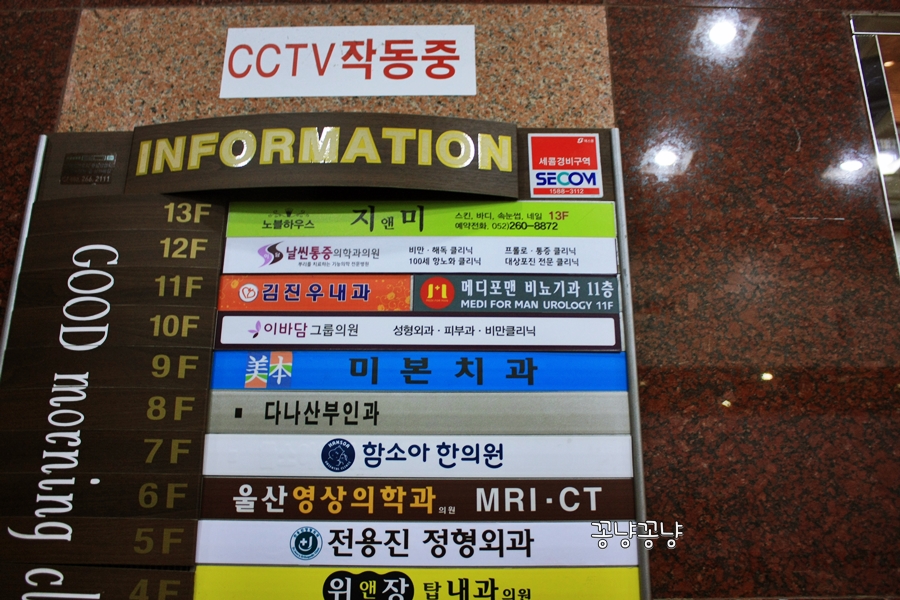 CCTV작동중
INFORMATION
세콤경비구역
SECOM
1588-3112
13F
노블하우스
지앤미
스킨, 바디, 속눈썹, 네일 13F
예약전화. 052)260-8872
12F
날씬통증의학과의원
비만·해독 클리닉
100세 항노화 클리닉
프롤로·통증 클리닉
대상포진 전문 클리닉
11F
김진우내과
메디포맨 비뇨기과 11층
MEDI FOR MAN UROLOGY 11F
10F
이바담그룹의원
성형외과·피부과·비만클리닉
9F
美本
미본치과
8F
다나산부인과
7F
함소아 한의원
6F
울산영상의학과의원 MRI·CT
5F
전용진 정형외과
4F
위앤장 탑내과의원
GOOD morning
꽁냥꽁냥